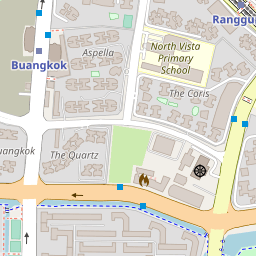 Ranggu
North Vista
Primary
School
Aspella
Buangkok
The Coris
uangkok
The Quartz